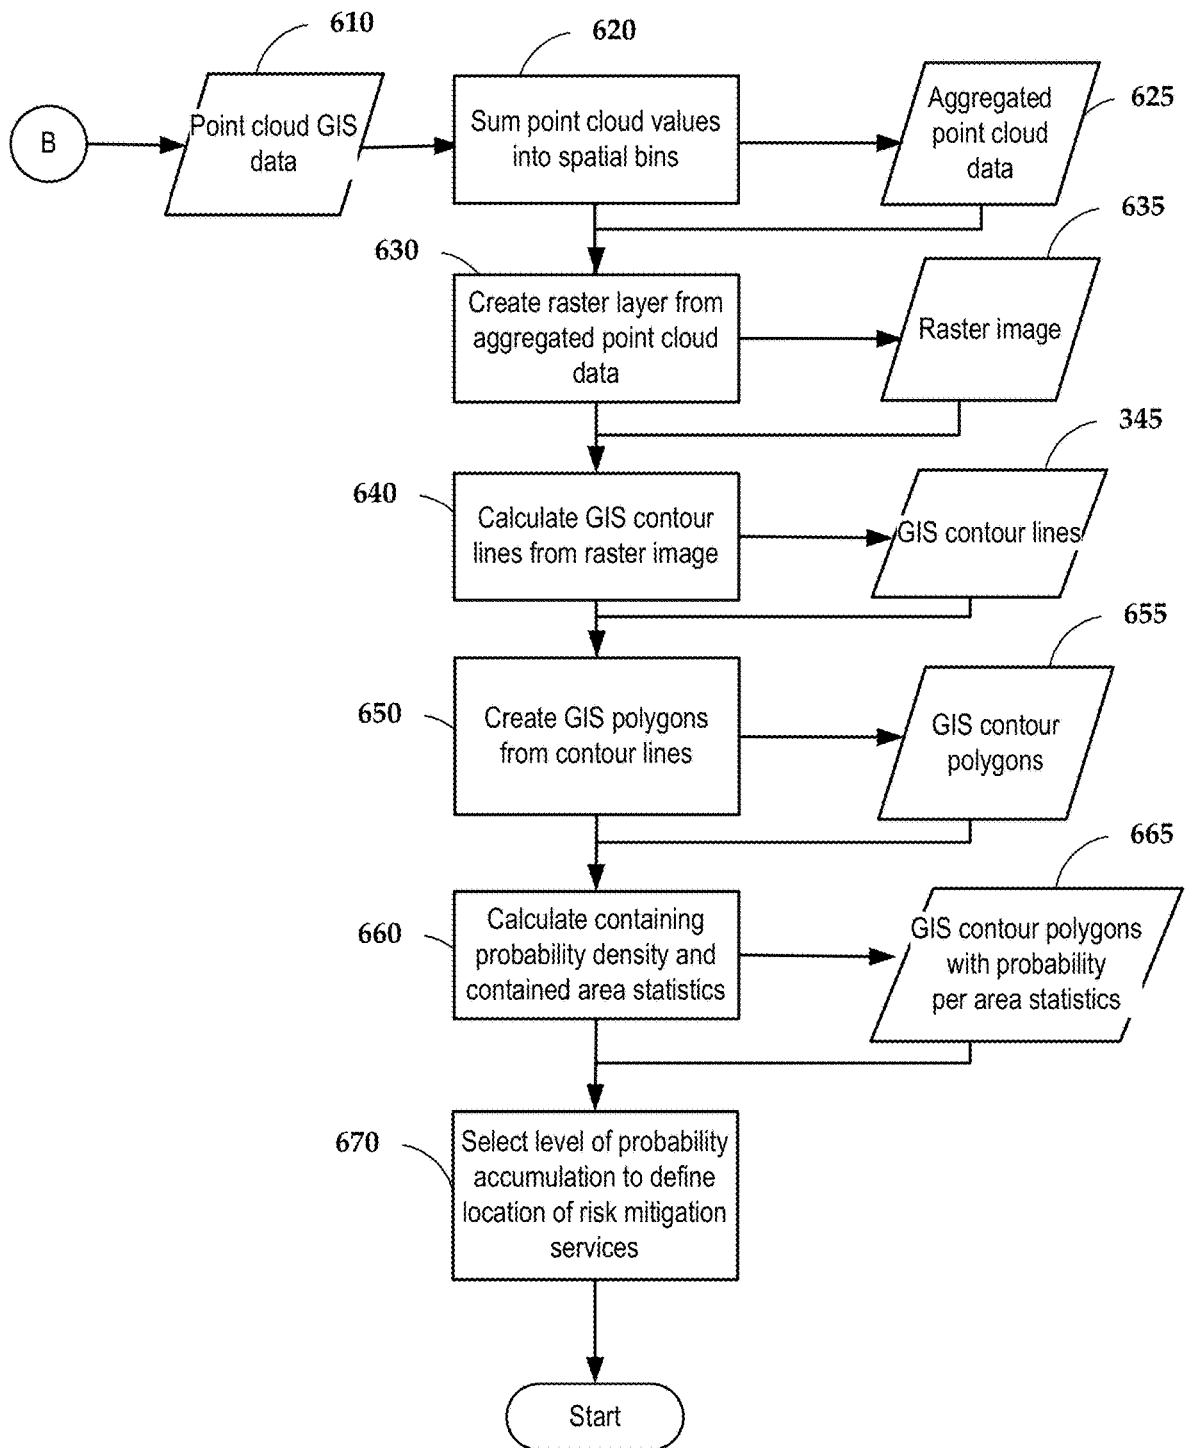 610
620
B
Point cloud GIS
data
Sum point cloud values
into spatial bins
Aggregated
point cloud
data
625
630
635
Create raster layer from
aggregated point cloud
data
Raster image
345
640
Calculate GIS contour
lines from raster image
GIS contour lines
655
650
Create GIS polygons
from contour lines
GIS contour
polygons
665
660
Calculate containing
probability density and
contained area statistics
GIS contour polygons
with probability
per area statistics
670
Select level of probability
accumulation to define
location of risk mitigation
services
Start